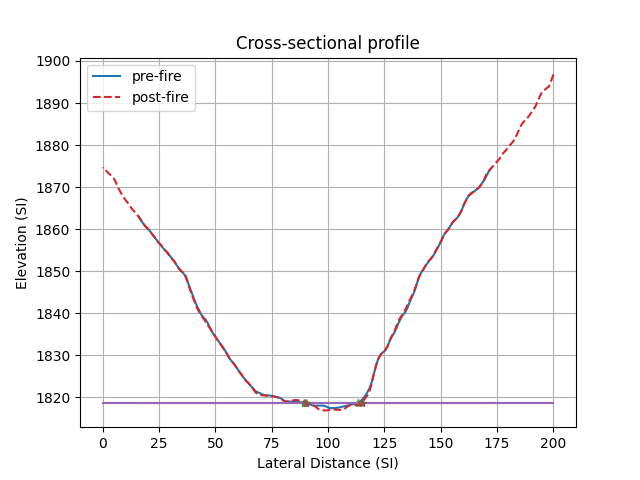 Cross-sectional profile
pre-fire
post-fire
Elevation (SI)
1900
1890
1880
1870
1860
1850
1840
1830
1820
0 25 50 75 100 125 150 175 200
Lateral Distance (SI)